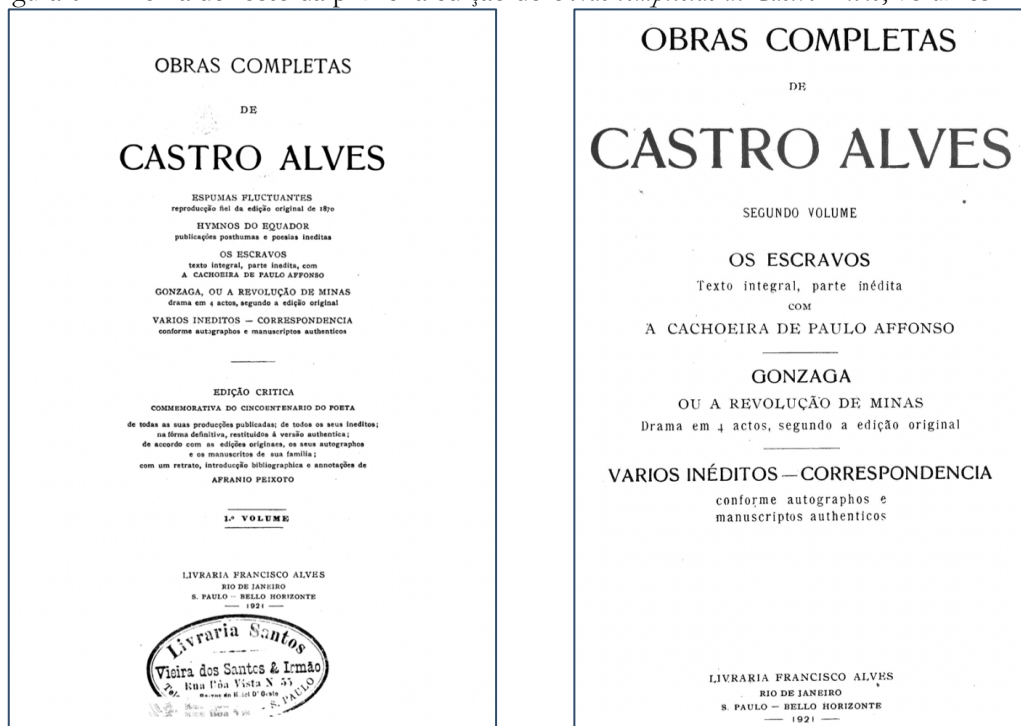 OBRAS COMPLETAS
DE
CASTRO ALVES
ESPUMAS FLUCTUANTES
reproducção fiel da edição original de 1870
HYMNOS DO EQUADOR
publicações posthumas e poesias ineditas
OS ESCRAVOS
texto integral, parte inedita, com
A CACHOEIRA DE PAULO AFFONSO
GONZAGA, OU A REVOLUÇÃO DE MINAS
drama em 4 actos, segundo a edição original
VARIOS INEDITOS — CORRESPONDENCIA
conforme autographos e manuscriptos authenticos
EDIÇÃO CRITICA
COMMEMORATIVA DO CINCOENTENARIO DO POETA
de todas as suas producções publicadas; de todos os seus ineditos;
na fórma definitiva, restituidos á versão authentica;
de accordo com as edições originaes, os seus autographos
e os manuscritos de sua familia;
com um retrato, introducção bibliographica e annotações de
AFRANIO PEIXOTO
1.º VOLUME
LIVRARIA FRANCISCO ALVES
RIO DE JANEIRO
S. PAULO — BELLO HORIZONTE
1921
Livraria Santos
Vieira dos Santos & Irmão
Rua Bôa Vista N 55
S. PAULO
OBRAS COMPLETAS
DE
CASTRO ALVES
SEGUNDO VOLUME
OS ESCRAVOS
Texto integral, parte inédita
COM
A CACHOEIRA DE PAULO AFFONSO
GONZAGA
OU A REVOLUÇÃO DE MINAS
Drama em 4 actos, segundo a edição original
VARIOS INÉDITOS — CORRESPONDENCIA
conforme autographos e
manuscriptos authenticos
LIVRARIA FRANCISCO ALVES
RIO DE JANEIRO
S. PAULO — BELLO HORIZONTE
1921